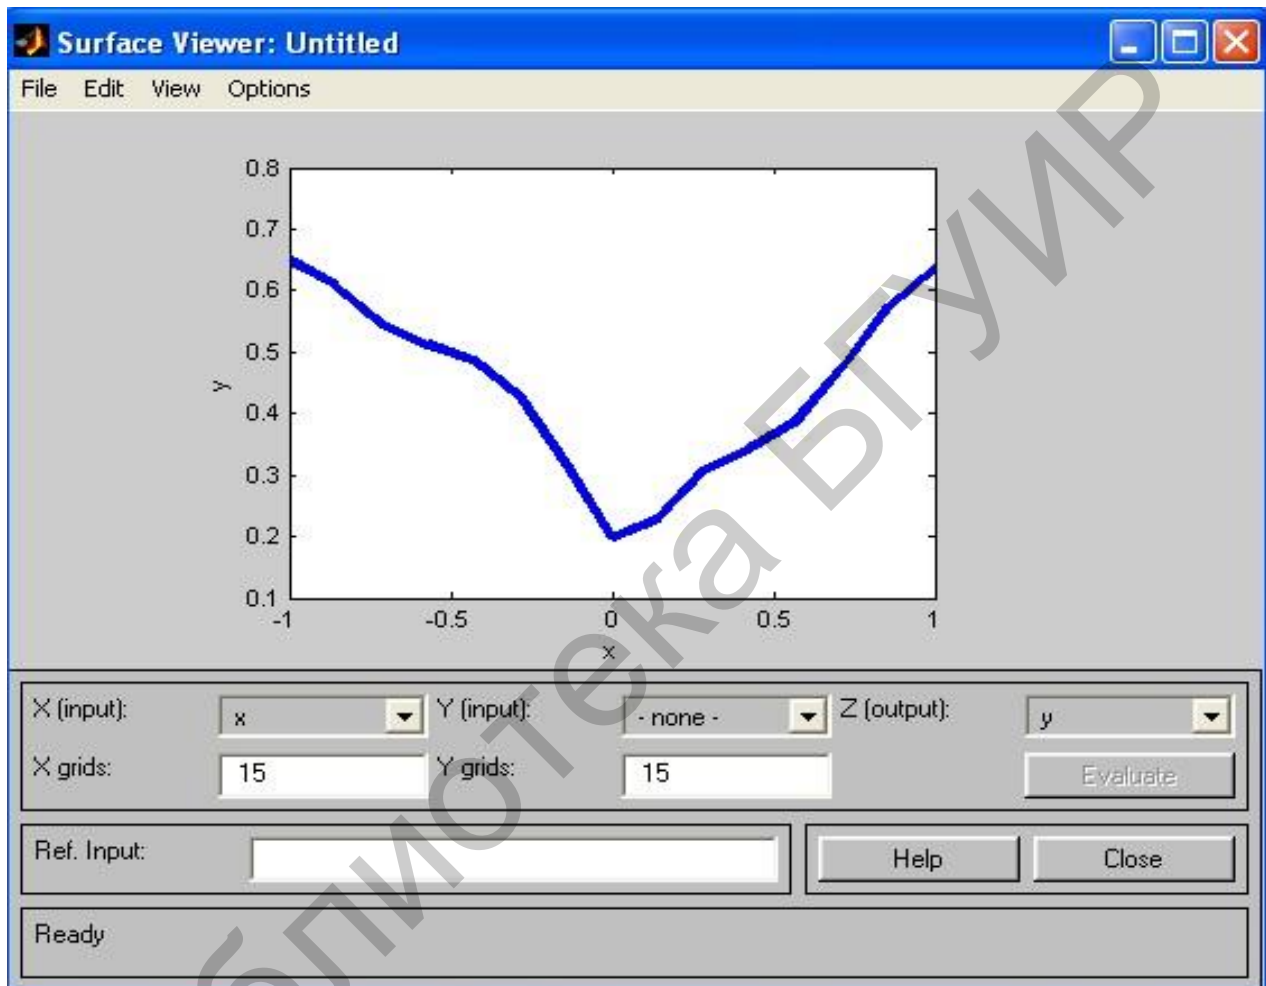 Surface Viewer: Untitled
File Edit View Options
0.8
0.7
0.6
0.5
0.4
0.3
0.2
0.1
y
-1 -0.5 0 0.5 1
x
X (input): x Y (input): - none - Z (output): y
X grids: 15 Y grids: 15 Evaluate
Ref. Input: Help Close
Ready
блиотека БГУИР